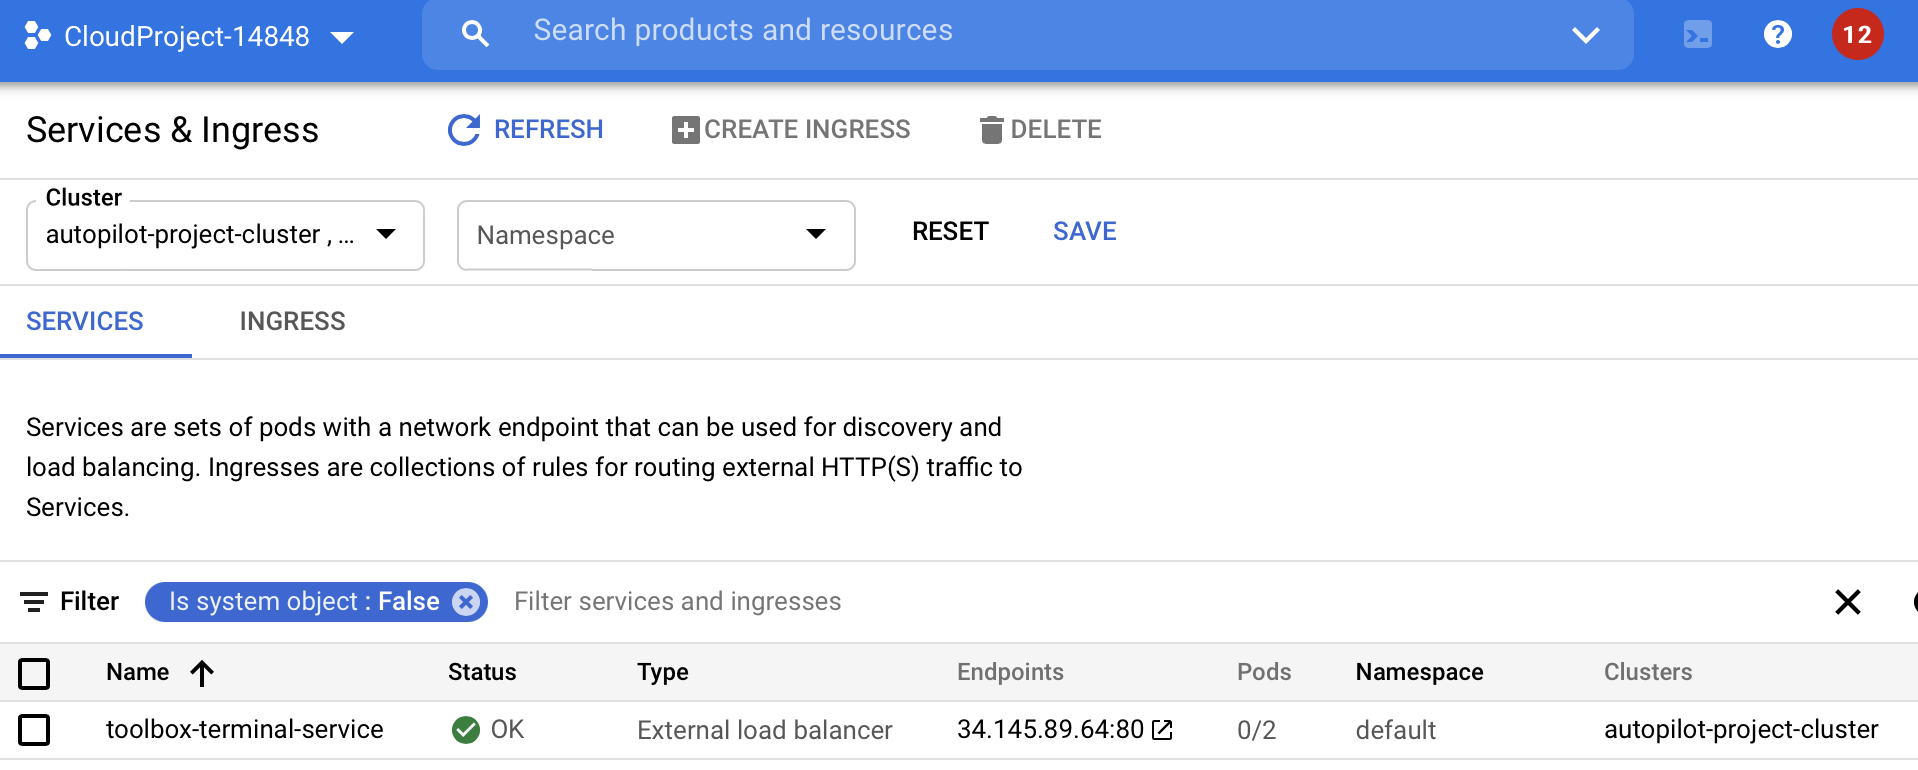 CloudProject-14848
Search products and resources
12
Services & Ingress
REFRESH
CREATE INGRESS
DELETE
Cluster
autopilot-project-cluster , ...
Namespace
RESET
SAVE
SERVICES
INGRESS
Services are sets of pods with a network endpoint that can be used for discovery and
load balancing. Ingresses are collections of rules for routing external HTTP(S) traffic to
Services.
Filter
Is system object : False
Filter services and ingresses
Name Status Type Endpoints Pods Namespace Clusters
toolbox-terminal-service OK External load balancer 34.145.89.64:80 0/2 default autopilot-project-cluster